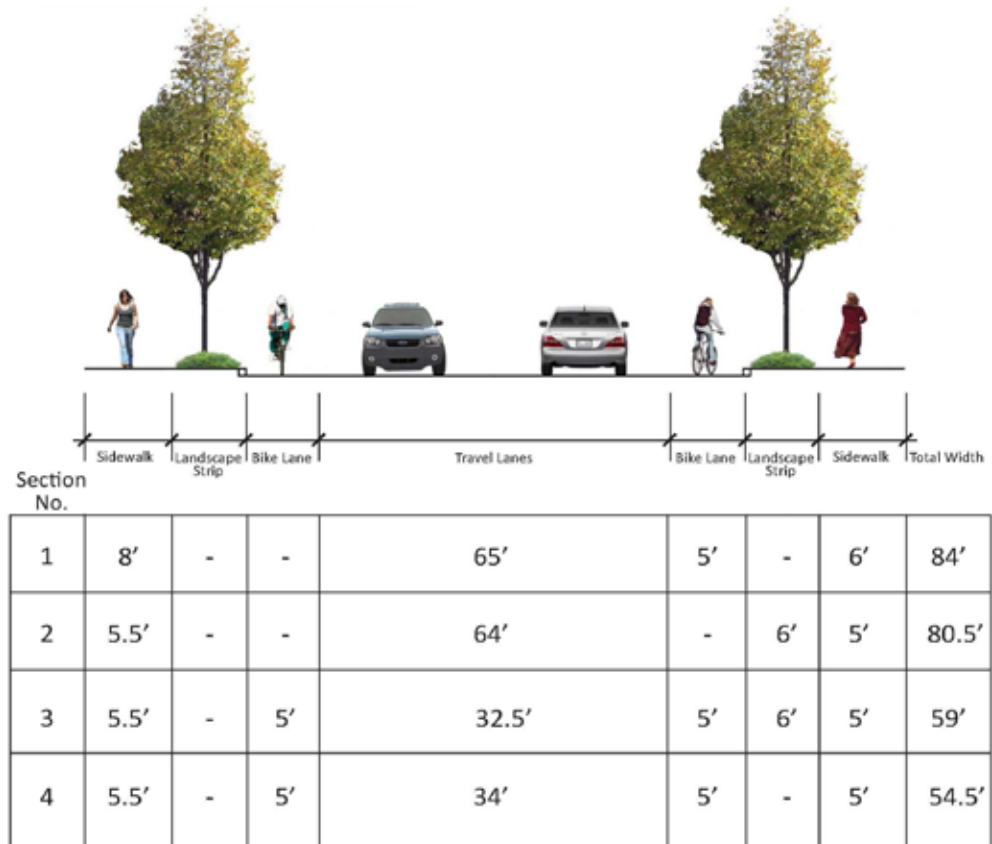 Sidewalk Landscape Bike Lane Travel Lanes Bike Lane Landscape Sidewalk Total Width
Strip Strip
Section
No.
1 8′ - - 65′ 5′ - 6′ 84′
2 5.5′ - - 64′ - 6′ 5′ 80.5′
3 5.5′ - 5′ 32.5′ 5′ 6′ 5′ 59′
4 5.5′ - 5′ 34′ 5′ - 5′ 54.5′